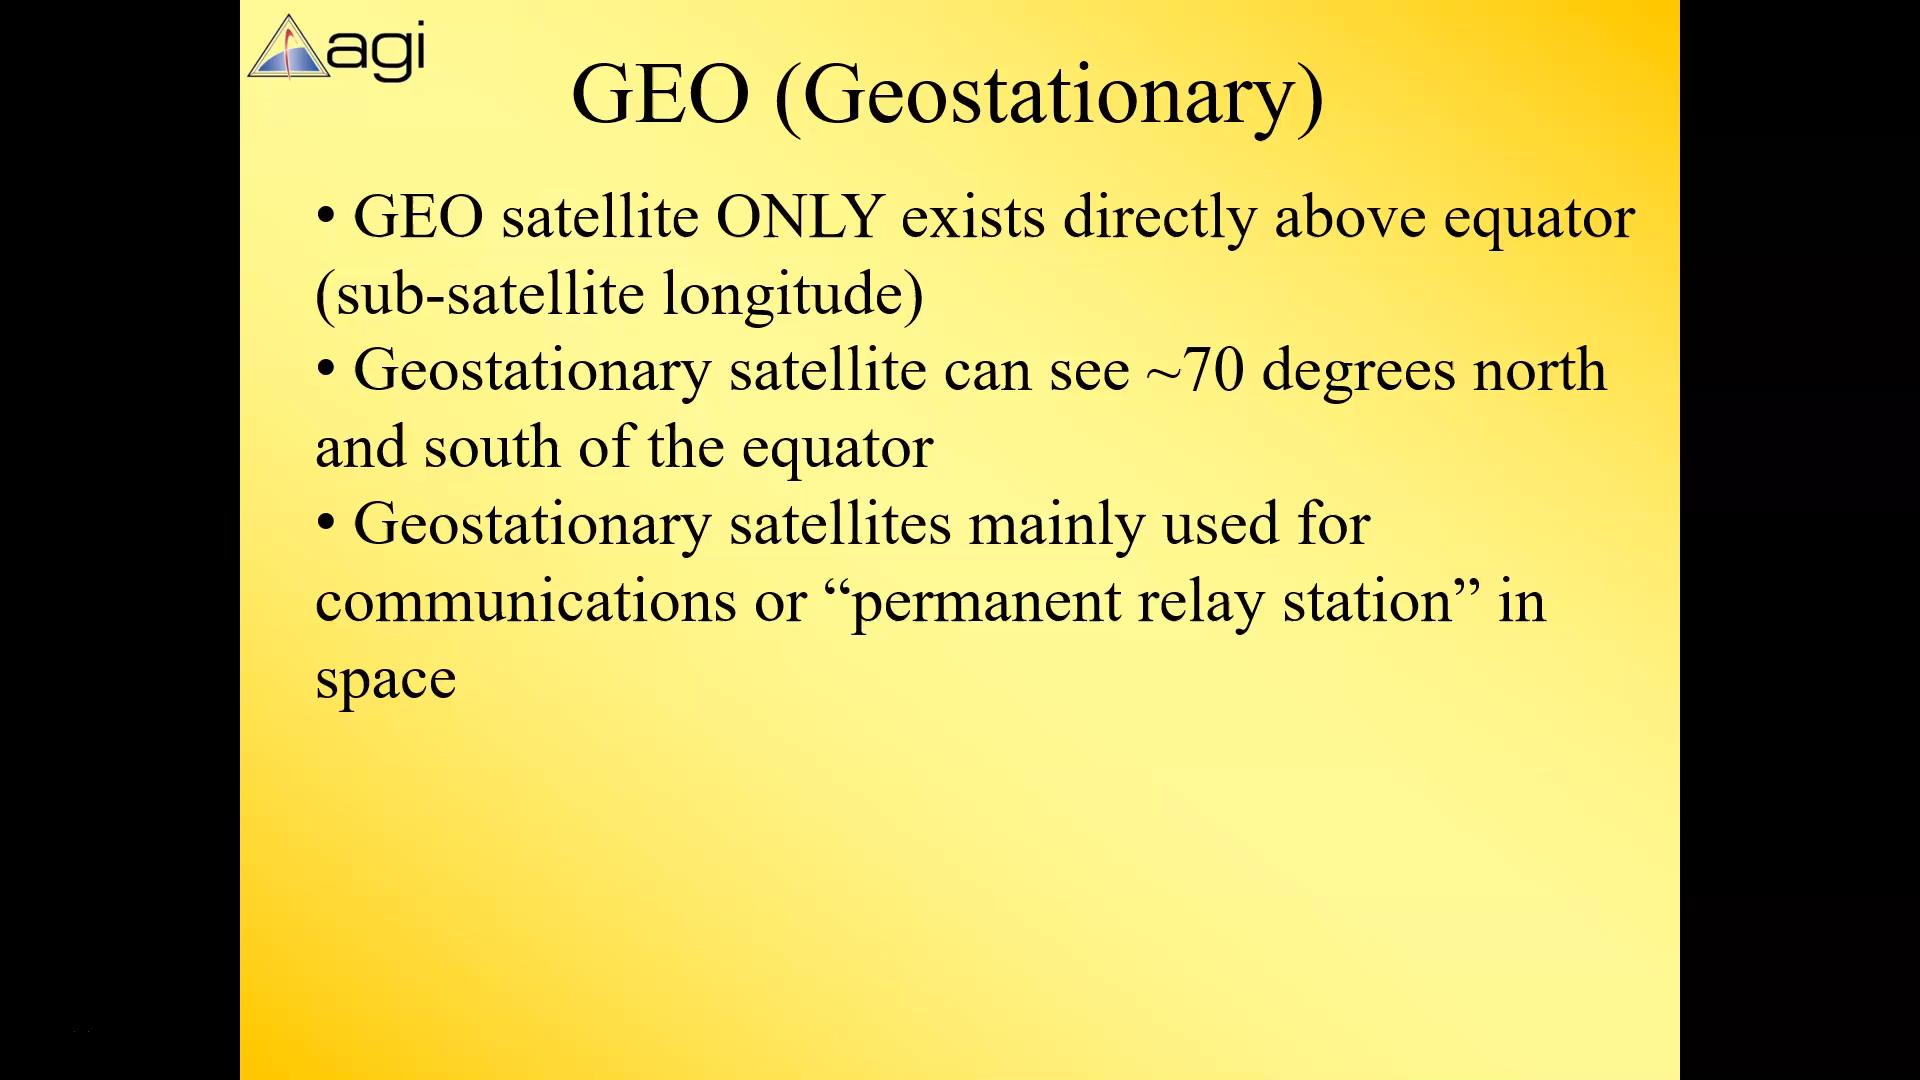 agi
GEO (Geostationary)
• GEO satellite ONLY exists directly above equator
(sub-satellite longitude)
• Geostationary satellite can see ~70 degrees north
and south of the equator
• Geostationary satellites mainly used for
communications or “permanent relay station” in
space